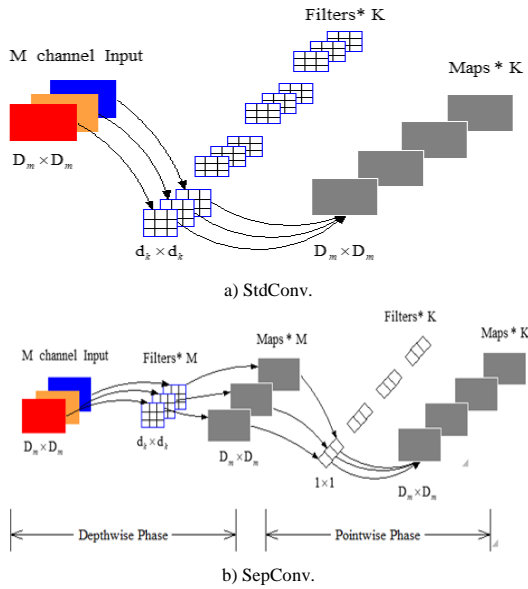 Filters* K
M channel Input
Maps * K
D_m × D_m
d_k × d_k
D_m × D_m
a) StdConv.
Filters* K
Maps * M
Maps * K
M channel Input
Filters* M
D_m × D_m
d_k × d_k
D_m × D_m
1×1
D_m × D_m
Depthwise Phase
Pointwise Phase
b) SepConv.